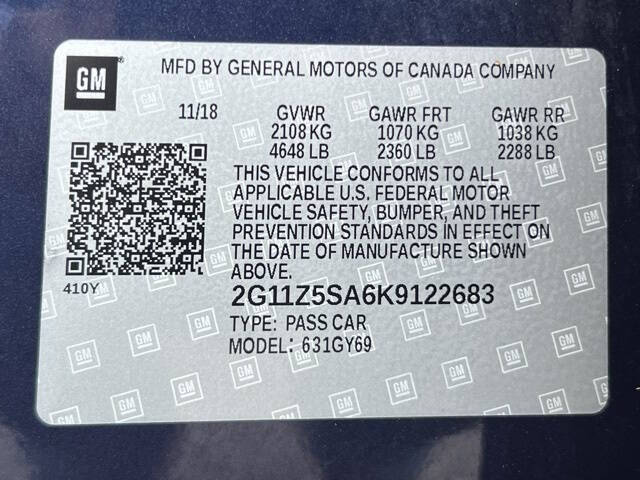 GM
MFD BY GENERAL MOTORS OF CANADA COMPANY
11/18 GVWR GAWR FRT GAWR RR
2108 KG 1070 KG 1038 KG
4648 LB 2360 LB 2288 LB
THIS VEHICLE CONFORMS TO ALL
APPLICABLE U.S. FEDERAL MOTOR
VEHICLE SAFETY, BUMPER, AND THEFT
PREVENTION STANDARDS IN EFFECT ON
THE DATE OF MANUFACTURE SHOWN
ABOVE.
410Y
2G11Z5SA6K9122683
TYPE: PASS CAR
MODEL: 631GY69